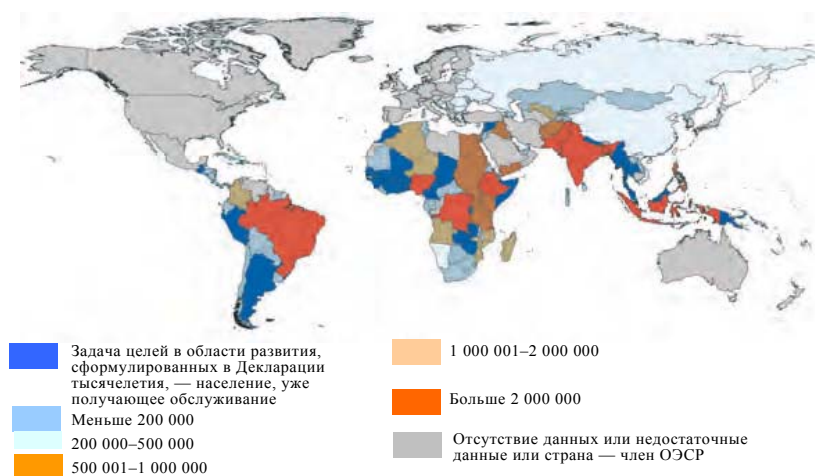 Задача целей в области развития,
сформулированных в Декларации
тысячелетия, — население, уже
получающее обслуживание
Меньше 200 000
200 000–500 000
500 001–1 000 000
1 000 001–2 000 000
Больше 2 000 000
Отсутствие данных или недостаточные
данные или страна — член ОЭСР